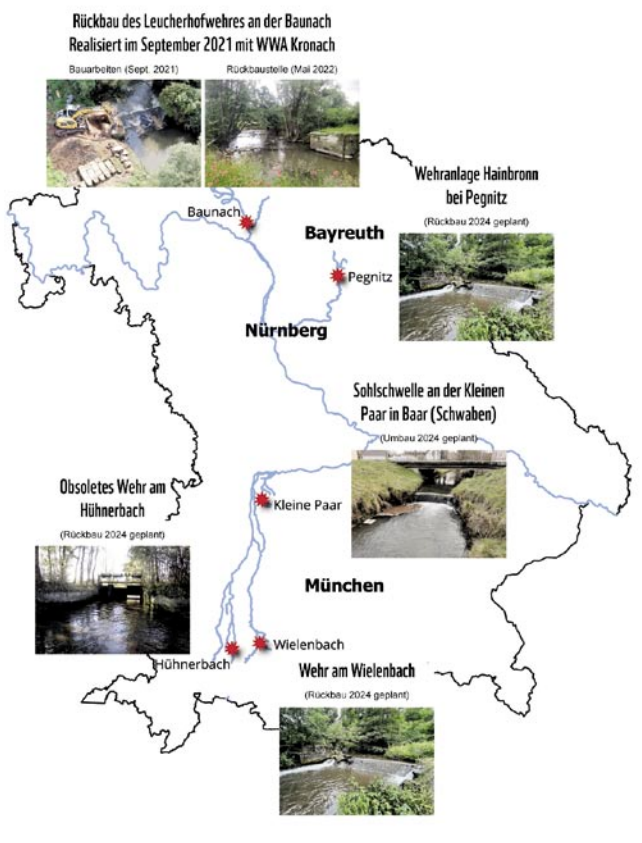 Rückbau des Leucherhofwehres an der Baunach
Realisiert im September 2021 mit WWA Kronach
Bauarbeiten (Sept. 2021)
Rückbaustelle (Mai 2022)
Wehranlage Hainbronn
bei Pegnitz
(Rückbau 2024 geplant)
Baunach
Bayreuth
Pegnitz
Nürnberg
Sohlschwelle an der Kleinen
Paar in Baar (Schwaben)
(Umbau 2024 geplant)
Obsoletes Wehr am
Hühnerbach
(Rückbau 2024 geplant)
Kleine Paar
München
Wielenbach
Hühnerbach
Wehr am Wielenbach
(Rückbau 2024 geplant)